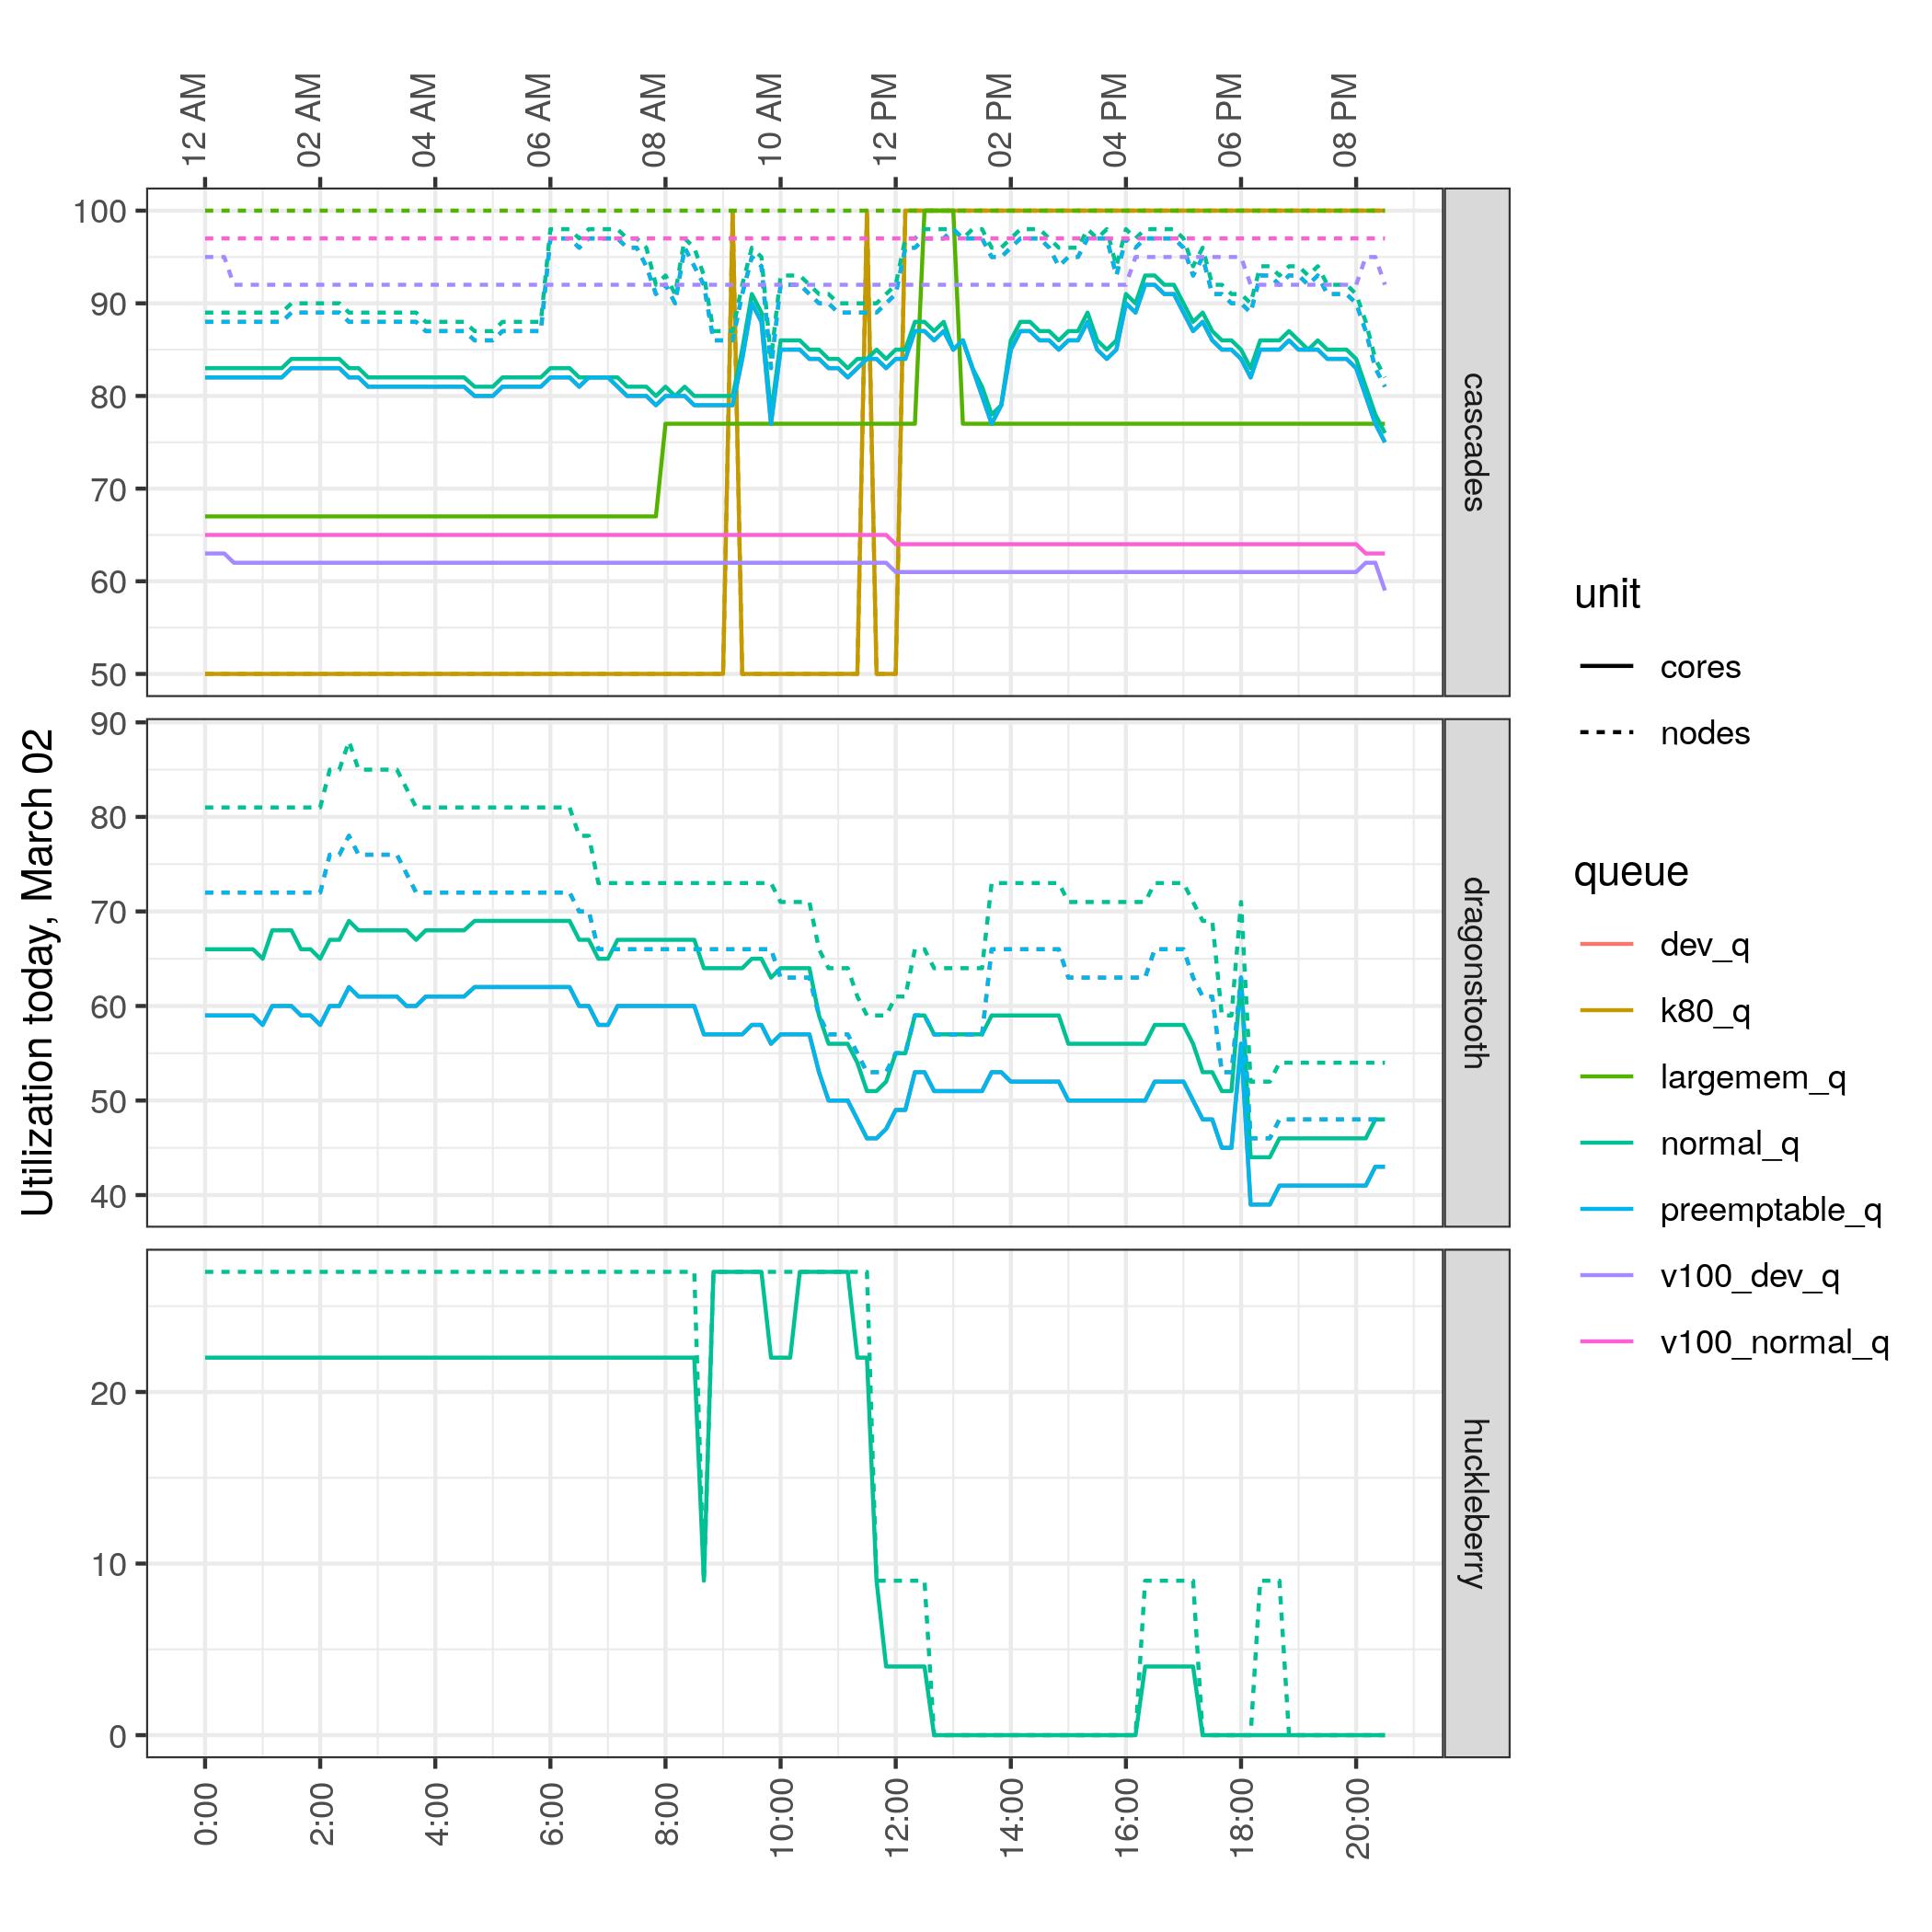 12 AM
02 AM
04 AM
06 AM
08 AM
10 AM
12 PM
02 PM
04 PM
06 PM
08 PM
Utilization today, March 02
100
90
80
70
60
50
cascades
90
80
70
60
50
40
dragonstooth
20
10
0
huckleberry
0:00
2:00
4:00
6:00
8:00
10:00
12:00
14:00
16:00
18:00
20:00
unit
cores
nodes
queue
dev_q
k80_q
largemem_q
normal_q
preemptable_q
v100_dev_q
v100_normal_q